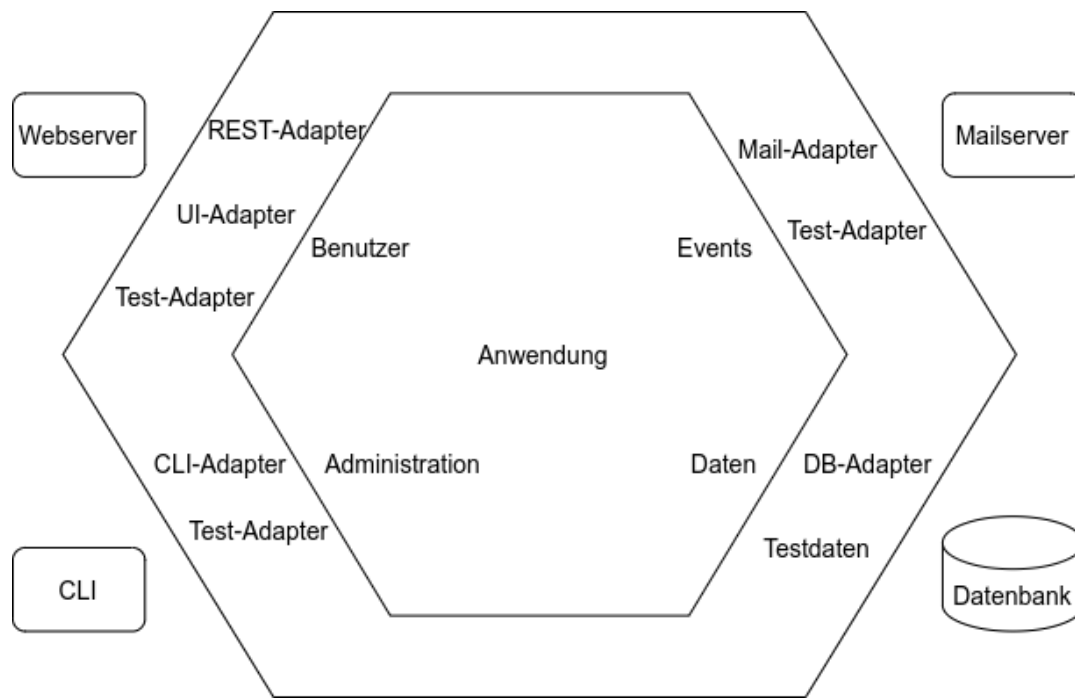 REST-Adapter
Webserver
Mailserver
Mail-Adapter
UI-Adapter
Test-Adapter
Benutzer
Events
Test-Adapter
Anwendung
CLI-Adapter
Administration
Daten
DB-Adapter
Test-Adapter
Testdaten
CLI
Datenbank